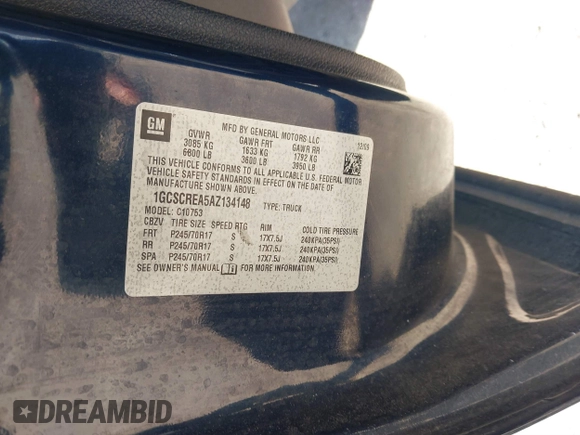 GM
MFD BY GENERAL MOTORS LLC
12/09
GVWR GAWR FRT GAWR RR
3085 KG 1633 KG 1792 KG
6800 LB 3600 LB 3950 LB
THIS VEHICLE CONFORMS TO ALL APPLICABLE U.S. FEDERAL MOTOR
VEHICLE SAFETY STANDARDS IN EFFECT ON THE DATE OF
MANUFACTURE SHOWN ABOVE.
1GCSCREA5AZ134148 TYPE: TRUCK
MODEL: C10753
CBZV TIRE SIZE SPEED RTG RIM COLD TIRE PRESSURE
FRT P245/70R17 S 17X7.5J 240KPA(35PSI)
RR P245/70R17 S 17X7.5J 240KPA(35PSI)
SPA P245/70R17 S 17X7.5J 240KPA(35PSI)
SEE OWNER'S MANUAL FOR MORE INFORMATION.
DREAMBID